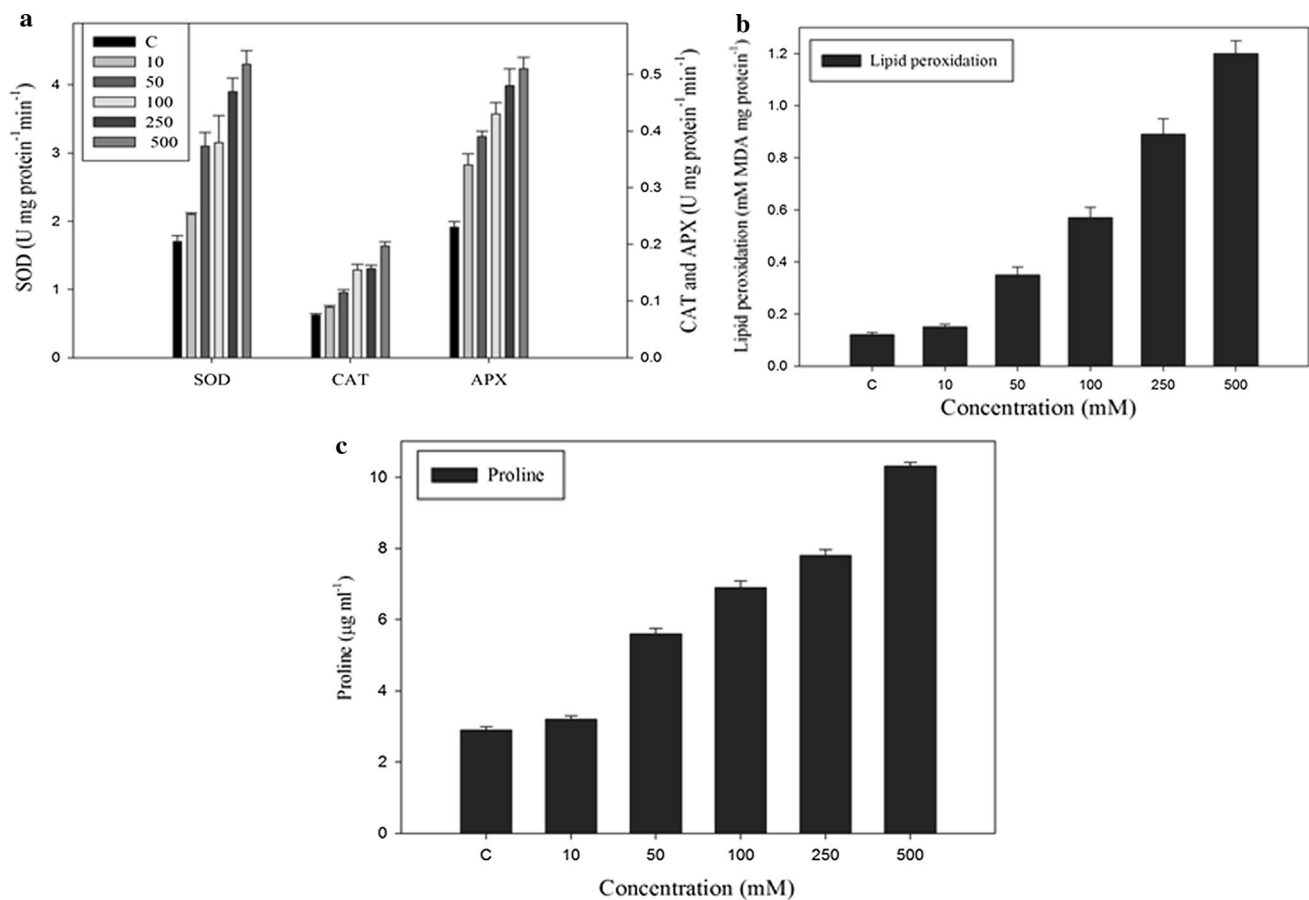 a
C
10
50
100
250
500
SOD (U mg protein⁻¹min⁻¹)
4
3
2
1
0
SOD
CAT
APX
0.5
0.4
0.3
0.2
0.1
0.0
CAT and APX (U mg protein⁻¹min⁻¹)
b
Lipid peroxidation
Lipid peroxidation (mM MDA mg protein⁻¹)
1.2
1.0
0.8
0.6
0.4
0.2
0.0
C
10
50
100
250
500
Concentration (mM)
c
Proline
Proline (µg ml⁻¹)
10
8
6
4
2
0
C
10
50
100
250
500
Concentration (mM)